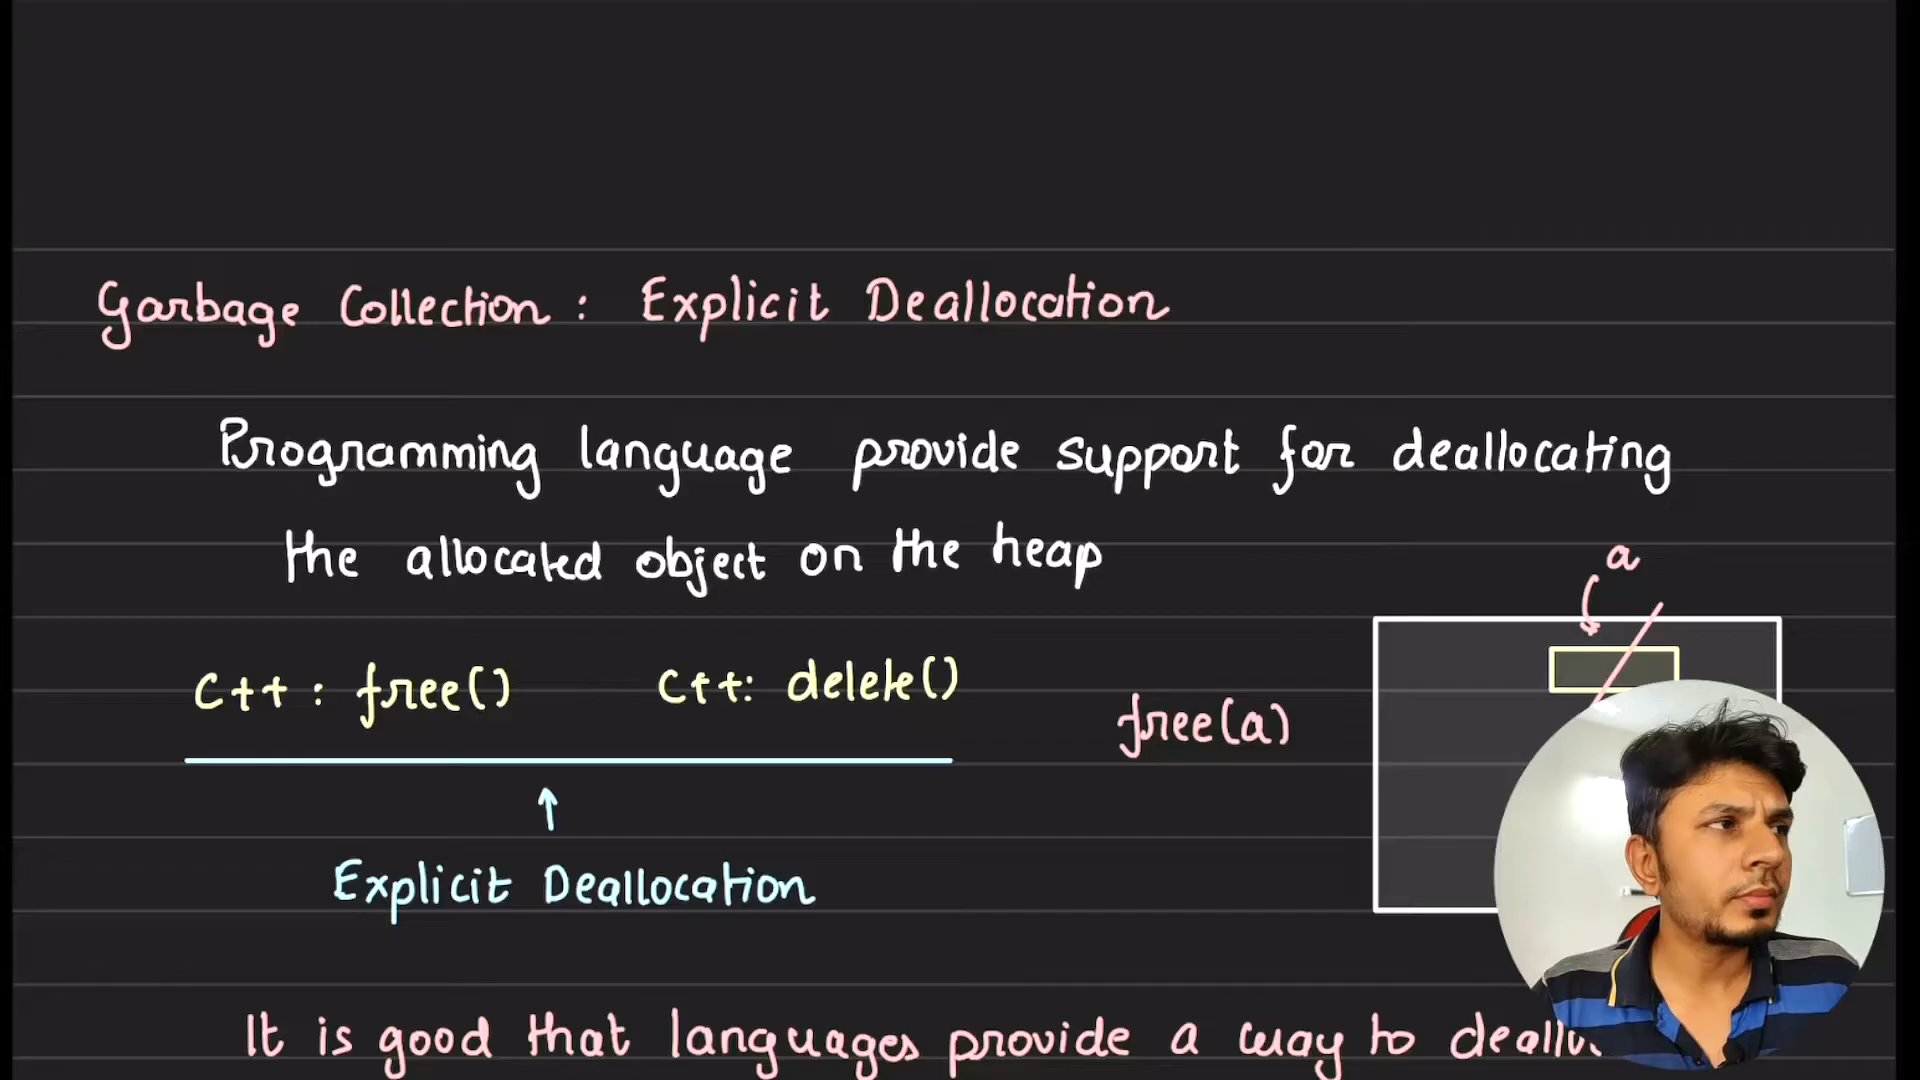 Garbage Collection : Explicit Deallocation
Programming language provide support for deallocating
the allocated object on the heap
a
C++ : free() C++: delete()
free(a)
Explicit Deallocation
It is good that languages provide a way to